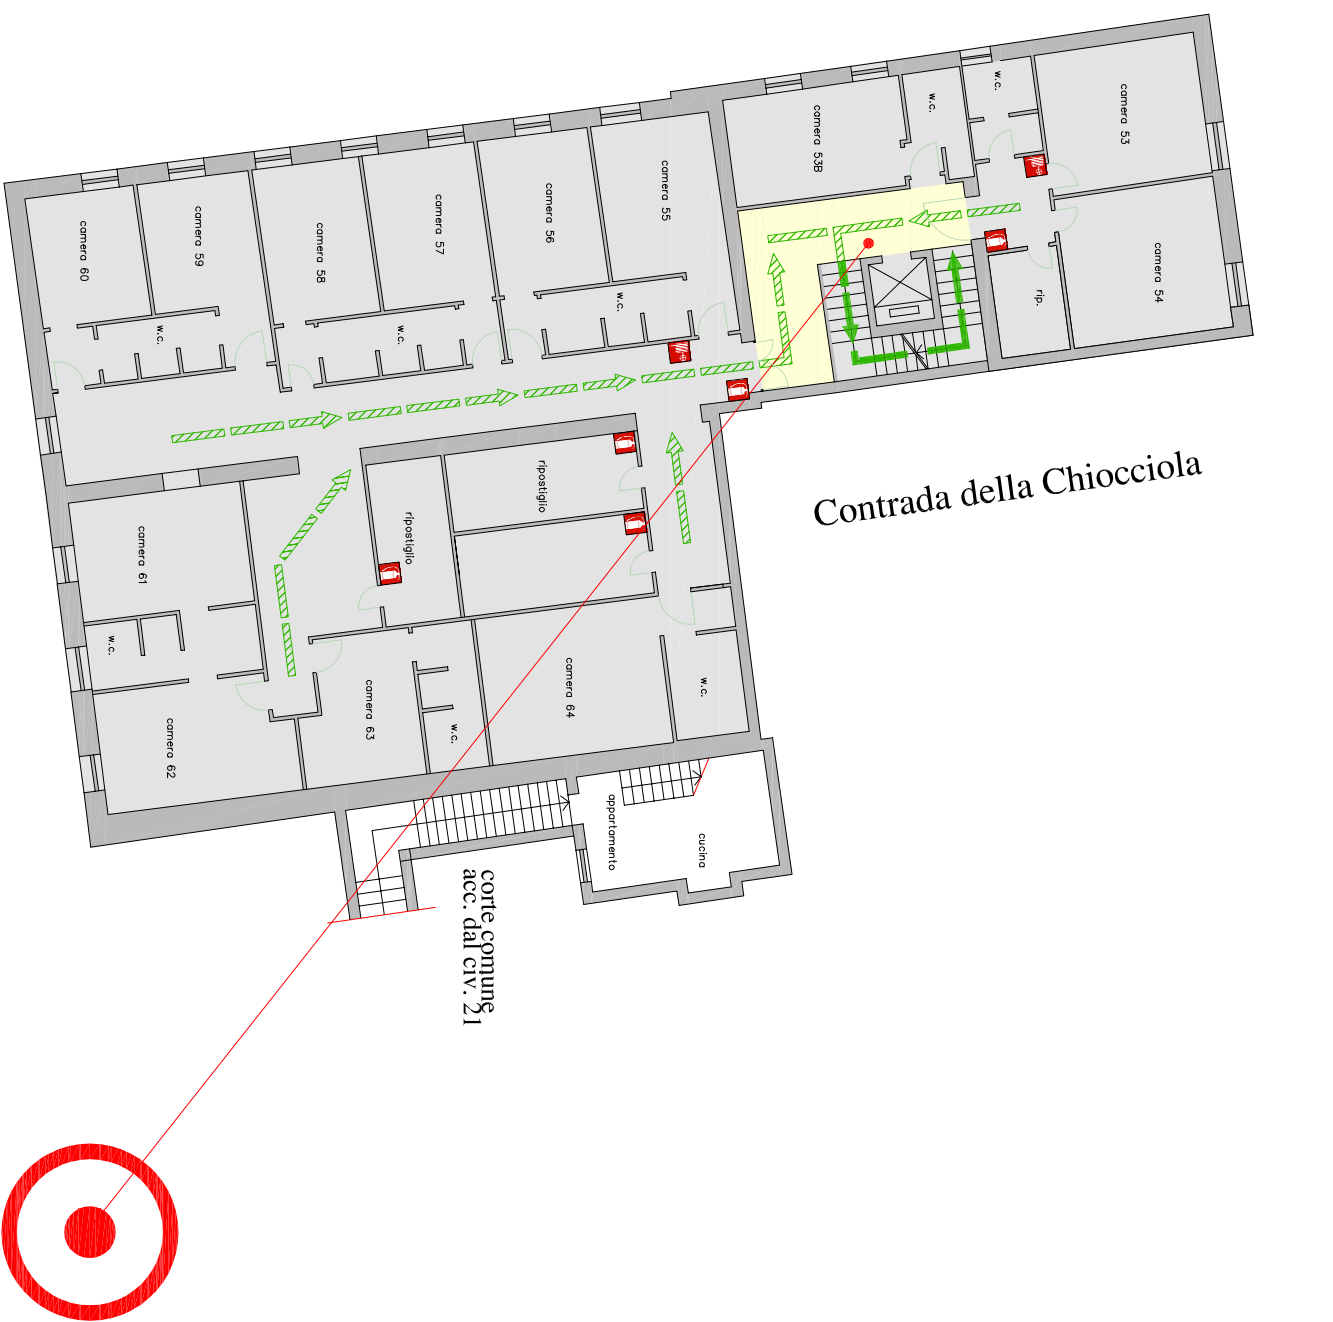 camera 53
w.c.
w.c.
camera 53B
camera 54
rip.
camera 55
camera 56
camera 57
camera 58
camera 59
camera 60
w.c.
w.c.
w.c.
Contrada della Chiocciola
ripostiglio
ripostiglio
camera 61
w.c.
camera 62
camera 63
w.c.
camera 64
w.c.
appartamento
cucina
corte comune
acc. dal civ. 21